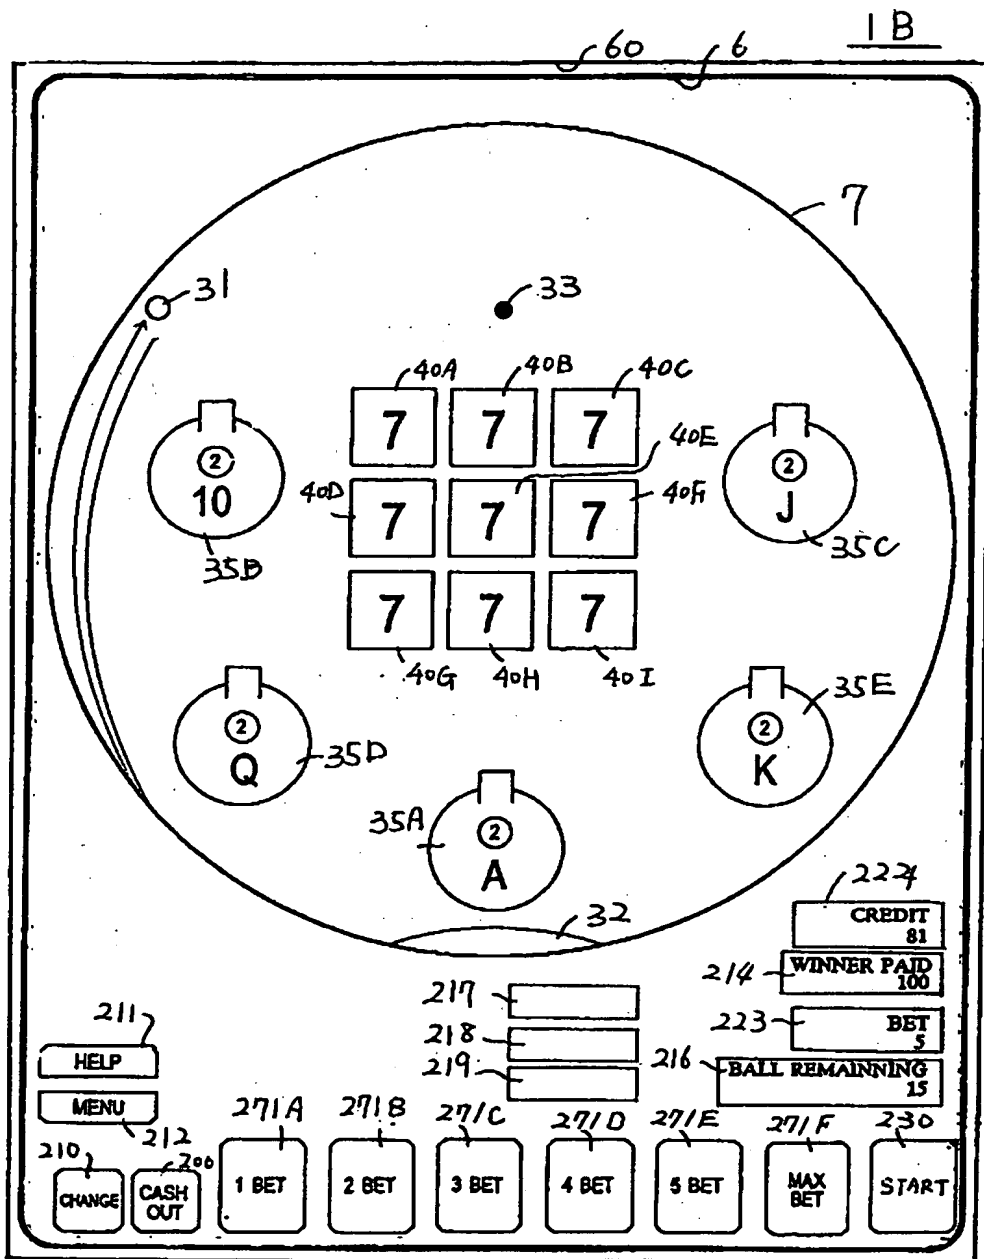 1B
60
6
7
31
33
40A
40B
40C
7
7
7
40E
2
10
35B
40D
7
7
7
40F
2
J
35C
7
7
7
40G
40H
40I
2
Q
35D
35E
2
K
35A
2
A
32
224
CREDIT
81
214
WINNER PAID
100
217
223
BET
5
218
216
BALL REMAINNING
15
219
211
HELP
MENU
212
210
CHANGE
200
CASH
OUT
271A
1 BET
271B
2 BET
271C
3 BET
271D
4 BET
271E
5 BET
271F
MAX
BET
230
START